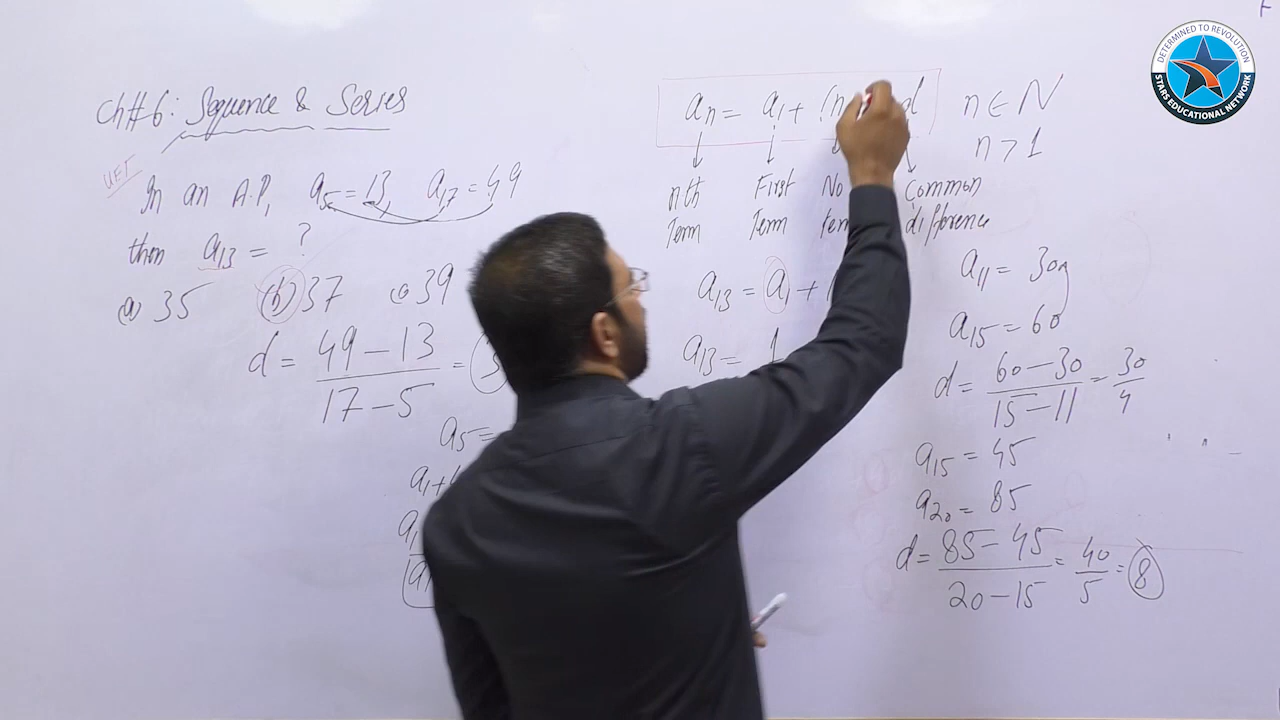 Ch#6: Sequence & Series
UET
In an A.P, a5 = 13, a17 = 49
then a13 = ?
(a) 35 (b) 37 (c) 39
d = 49 - 13 / 17 - 5 =
a5 =
a1 +
a1
a
an = a1 + (n d
n ∈ N
n > 1
nth Term
First Term
No
Common difference
a13 = a1 +
a13 = 1
a11 = 30
a15 = 60
d = 60 - 30 / 15 - 11 = 30 / 4
a15 = 45
a20 = 85
d = 85 - 45 / 20 - 15 = 40 / 5 = 8
DETERMINED TO REVOLUTION
STARS EDUCATIONAL NETWORK